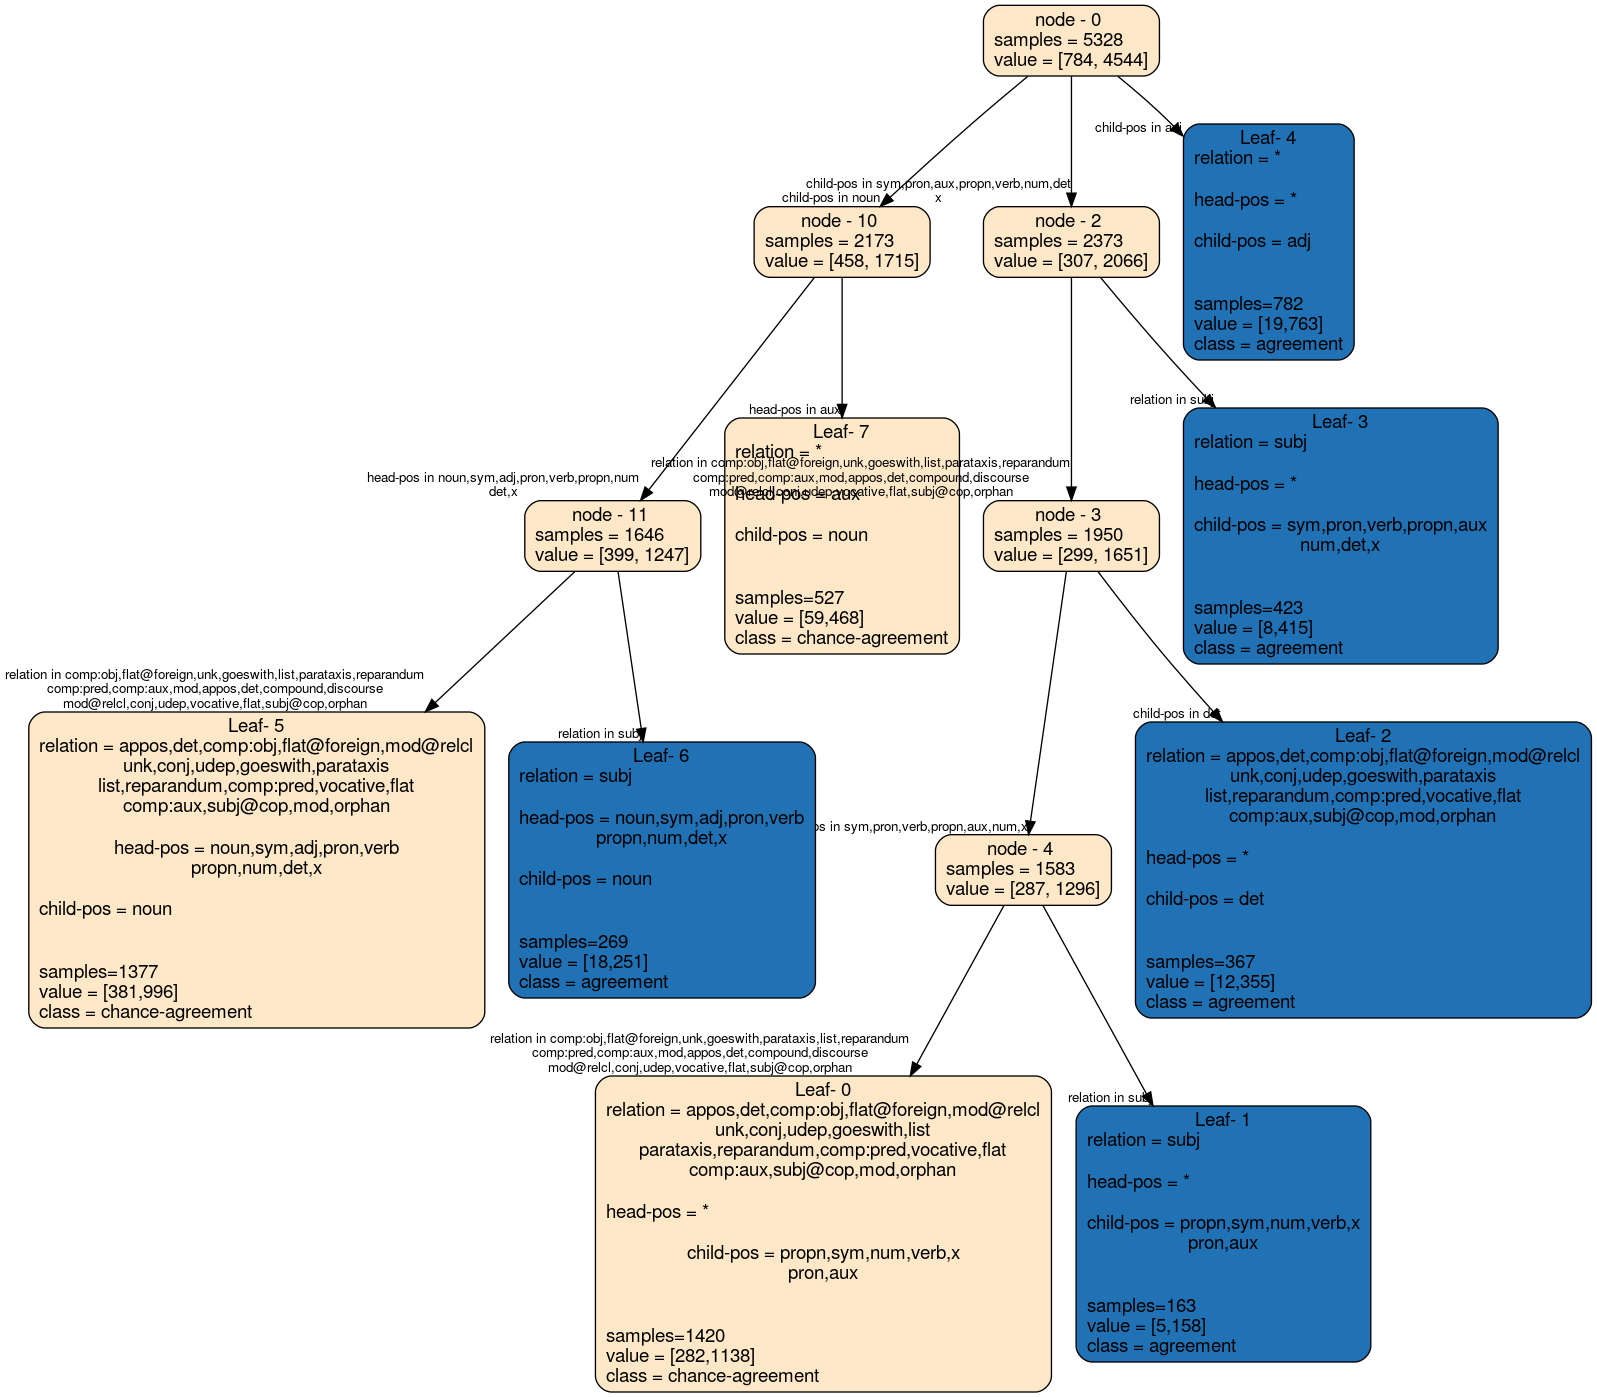 node - 0
samples = 5328
value = [784, 4544]
child-pos in adj
Leaf- 4
relation = *
head-pos = *
child-pos = adj
samples=782
value = [19,763]
class = agreement
child-pos in noun
child-pos in sym,pron,aux,propn,verb,num,det
x
node - 10
samples = 2173
value = [458, 1715]
node - 2
samples = 2373
value = [307, 2066]
relation in subj
Leaf- 3
relation = subj
head-pos = *
child-pos = sym,pron,verb,propn,aux
num,det,x
samples=423
value = [8,415]
class = agreement
head-pos in aux
Leaf- 7
relation = *
head-pos = aux
child-pos = noun
samples=527
value = [59,468]
class = chance-agreement
relation in comp:obj,flat@foreign,unk,goeswith,list,parataxis,reparandum
comp:pred,comp:aux,mod,appos,det,compound,discourse
mod@relcl,conj,udep,vocative,flat,subj@cop,orphan
head-pos in noun,sym,adj,pron,verb,propn,num
det,x
node - 11
samples = 1646
value = [399, 1247]
node - 3
samples = 1950
value = [299, 1651]
relation in comp:obj,flat@foreign,unk,goeswith,list,parataxis,reparandum
comp:pred,comp:aux,mod,appos,det,compound,discourse
mod@relcl,conj,udep,vocative,flat,subj@cop,orphan
Leaf- 5
relation = appos,det,comp:obj,flat@foreign,mod@relcl
unk,conj,udep,goeswith,parataxis
list,reparandum,comp:pred,vocative,flat
comp:aux,subj@cop,mod,orphan
head-pos = noun,sym,adj,pron,verb
propn,num,det,x
child-pos = noun
samples=1377
value = [381,996]
class = chance-agreement
relation in subj
Leaf- 6
relation = subj
head-pos = noun,sym,adj,pron,verb
propn,num,det,x
child-pos = noun
samples=269
value = [18,251]
class = agreement
child-pos in det
Leaf- 2
relation = appos,det,comp:obj,flat@foreign,mod@relcl
unk,conj,udep,goeswith,parataxis
list,reparandum,comp:pred,vocative,flat
comp:aux,subj@cop,mod,orphan
head-pos = *
child-pos = det
samples=367
value = [12,355]
class = agreement
in sym,pron,verb,propn,aux,num,x
node - 4
samples = 1583
value = [287, 1296]
relation in comp:obj,flat@foreign,unk,goeswith,parataxis,list,reparandum
comp:pred,comp:aux,mod,appos,det,compound,discourse
mod@relcl,conj,udep,vocative,flat,subj@cop,orphan
Leaf- 0
relation = appos,det,comp:obj,flat@foreign,mod@relcl
unk,conj,udep,goeswith,list
parataxis,reparandum,comp:pred,vocative,flat
comp:aux,subj@cop,mod,orphan
head-pos = *
child-pos = propn,sym,num,verb,x
pron,aux
samples=1420
value = [282,1138]
class = chance-agreement
relation in subj
Leaf- 1
relation = subj
head-pos = *
child-pos = propn,sym,num,verb,x
pron,aux
samples=163
value = [5,158]
class = agreement